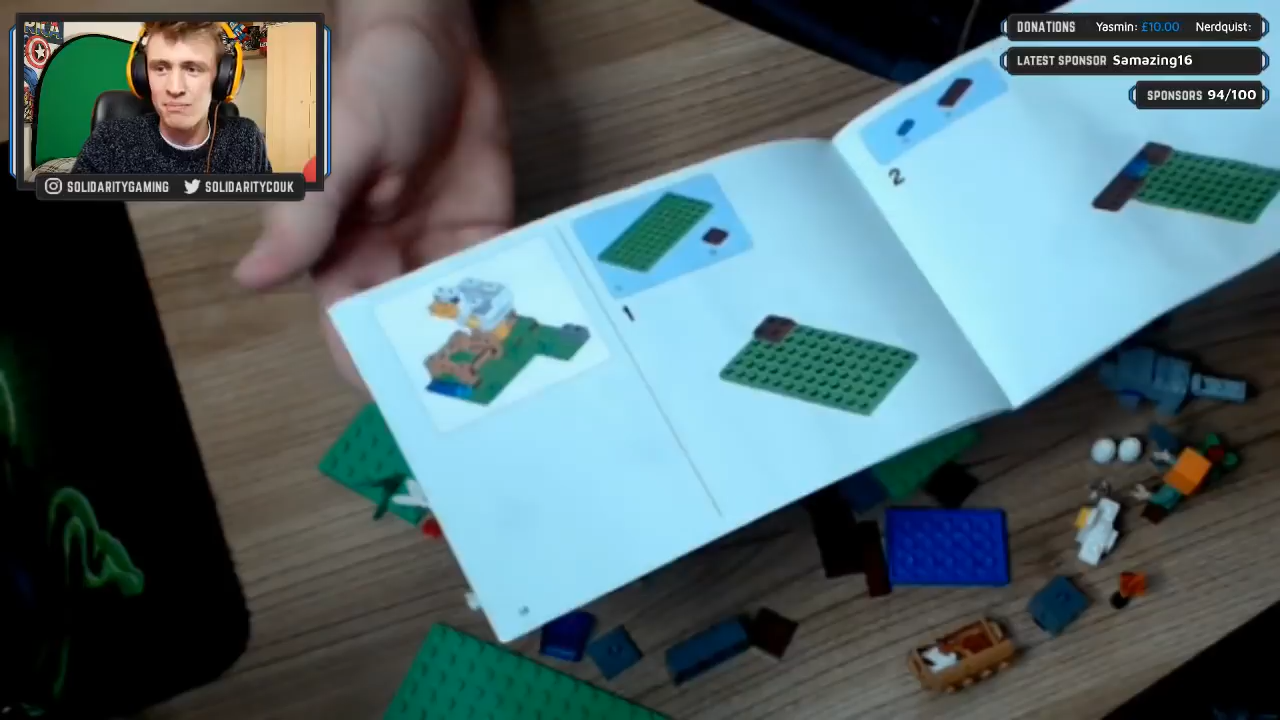 SOLIDARITYGAMING SOLIDARITYCOUK
DONATIONS Yasmin: £10.00 Nerdquist:
LATEST SPONSOR Samazing16
SPONSORS 94/100
1
2